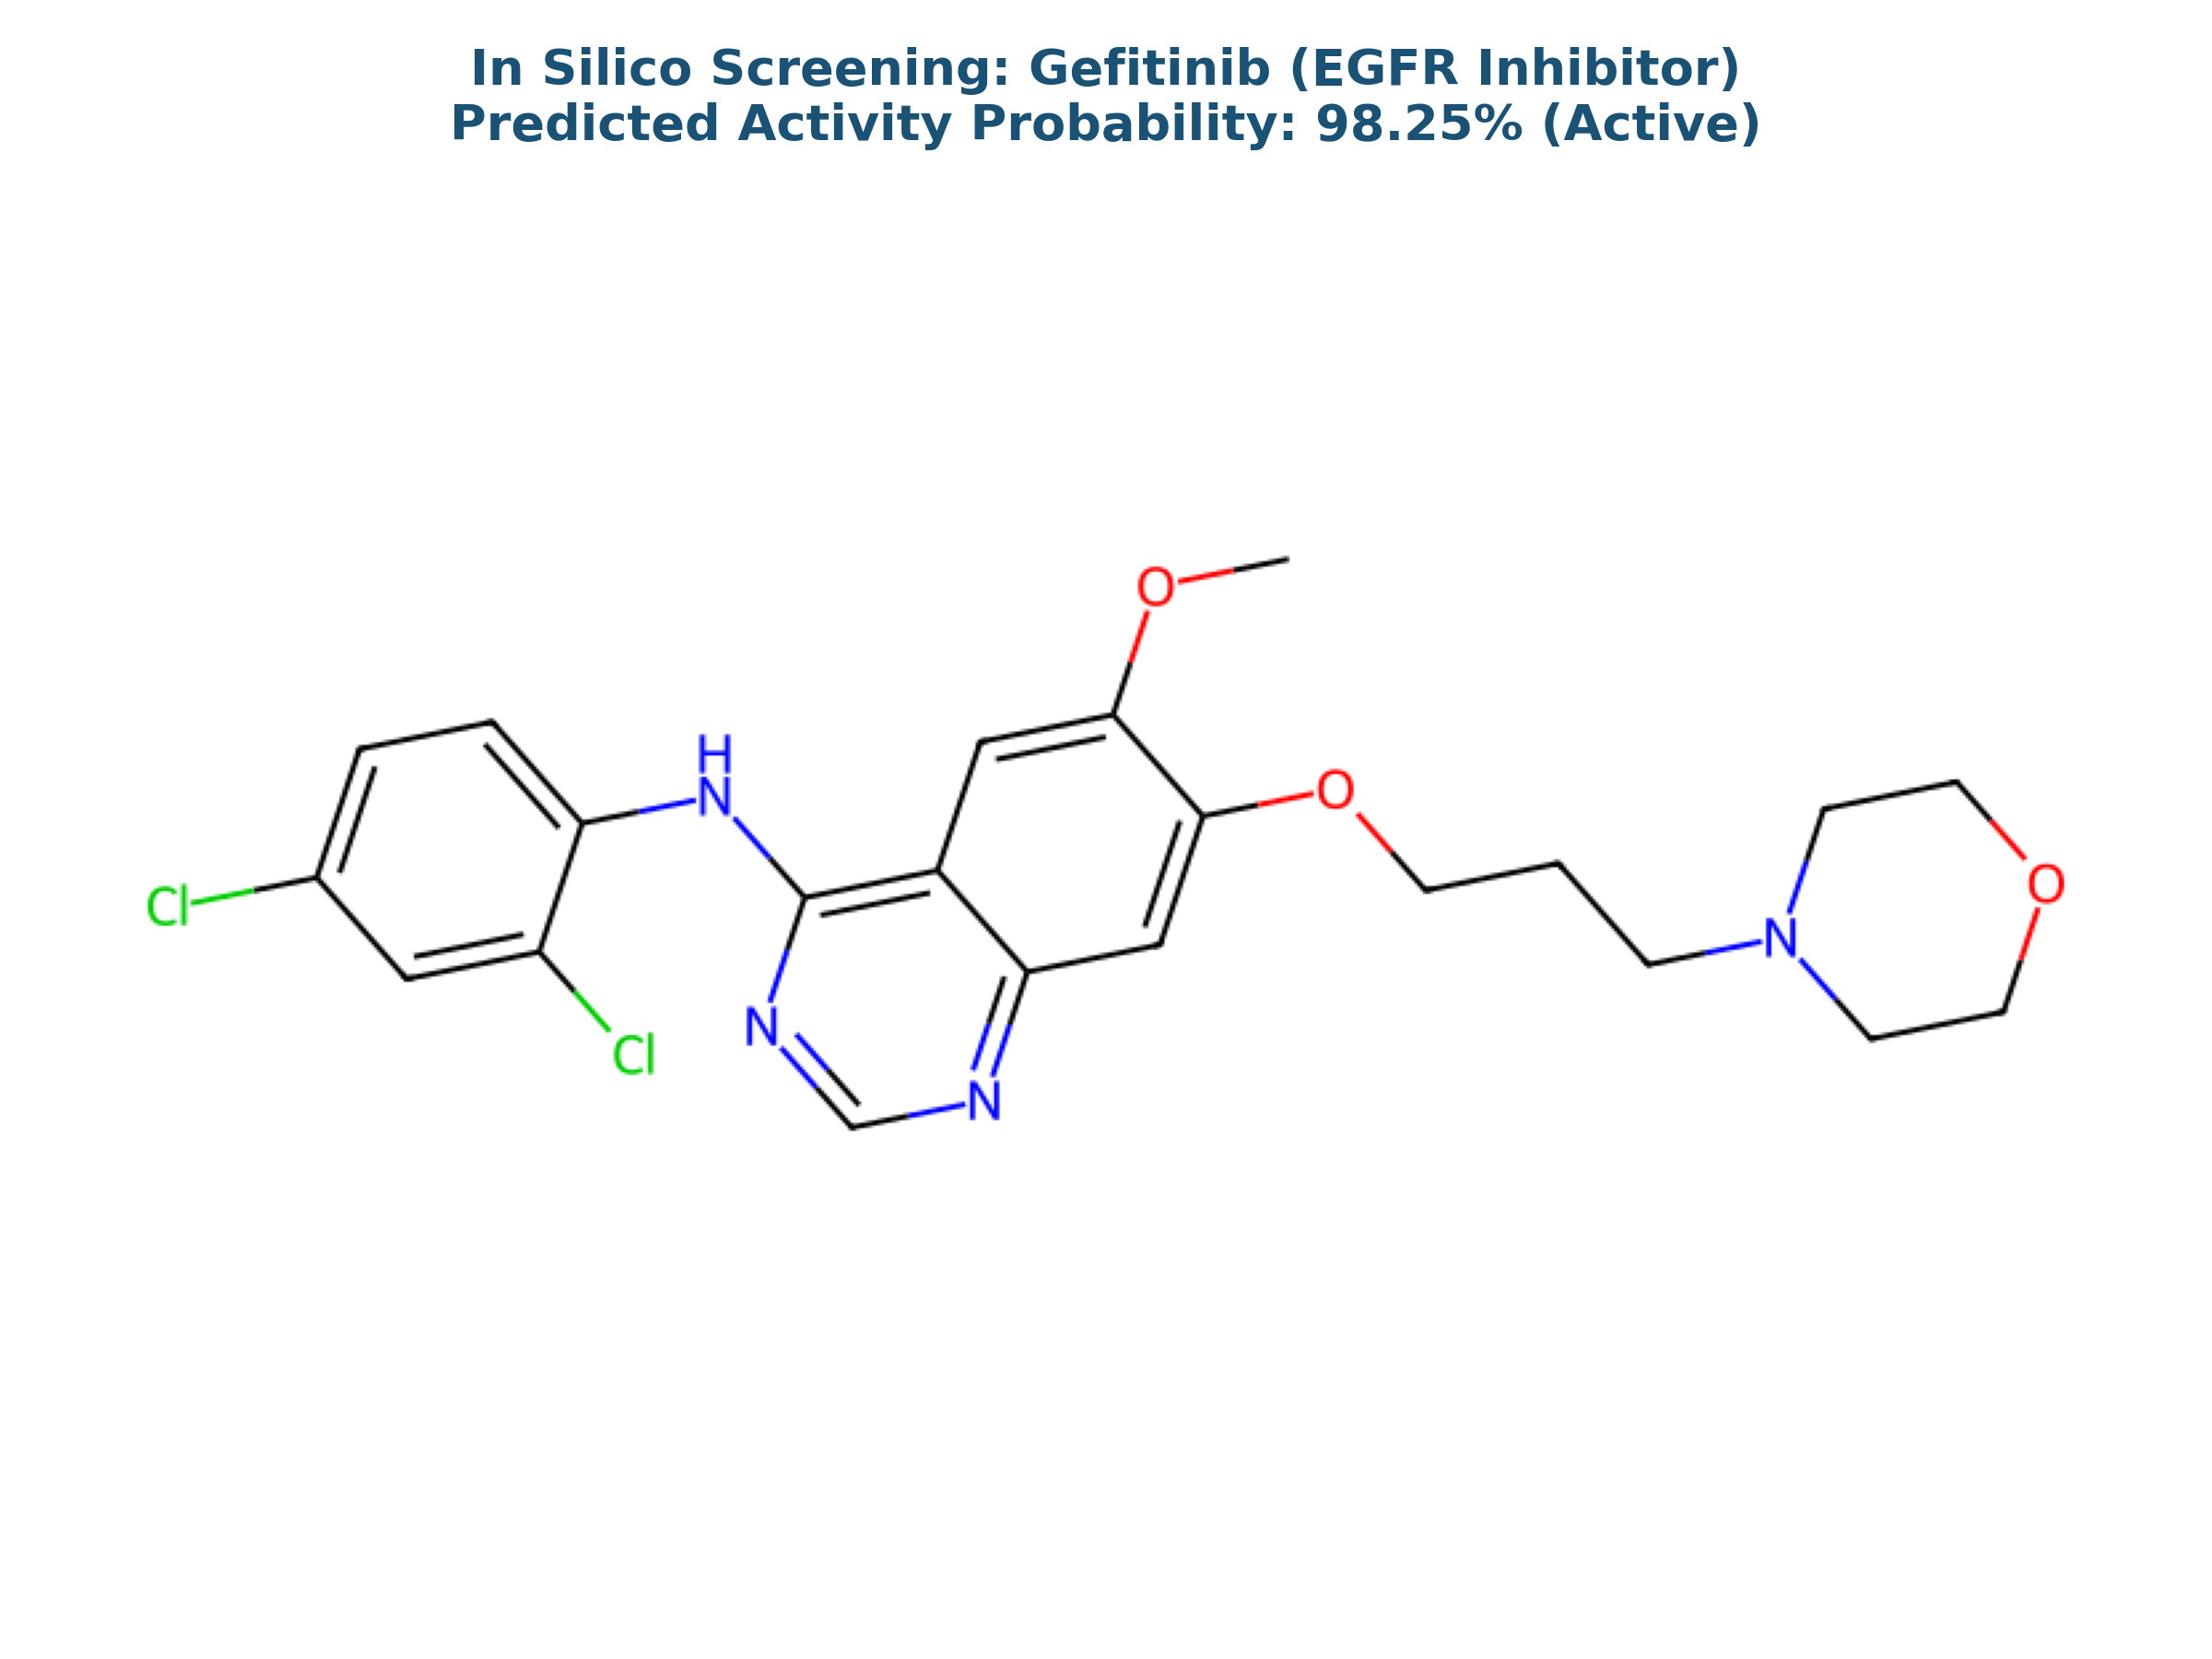 In Silico Screening: Gefitinib (EGFR Inhibitor)
Predicted Activity Probability: 98.25% (Active)
O
H
N
O
O
Cl
N
N
Cl
N